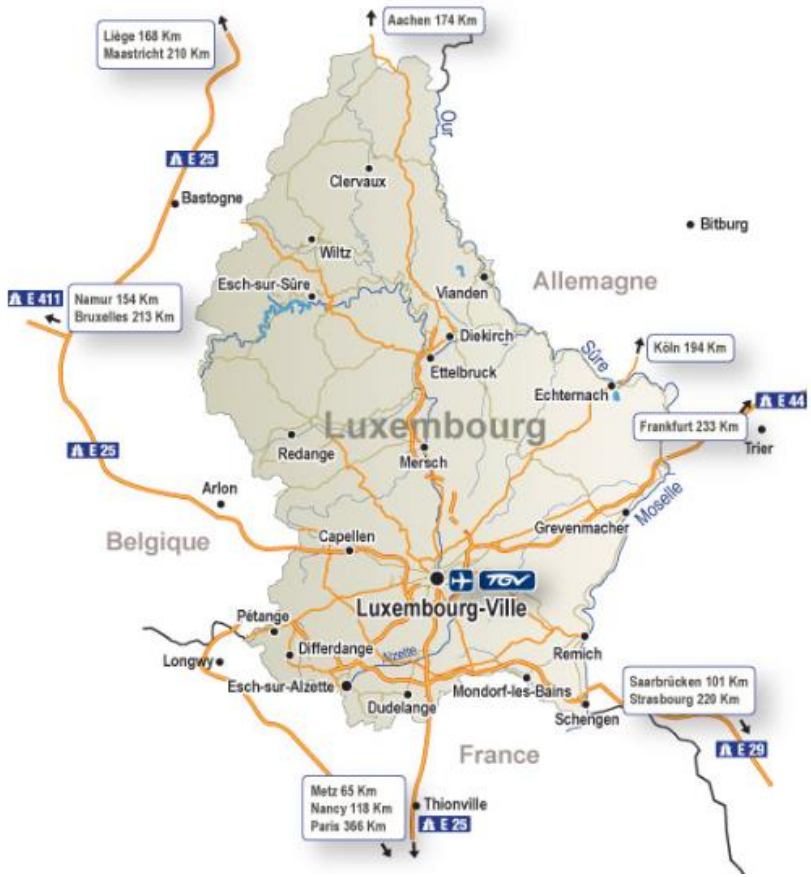 Aachen 174 Km
Liège 168 Km
Maastricht 210 Km
Our
E 25
Clervaux
Bastogne
Bitburg
Wiltz
Allemagne
Esch-sur-Sûre
Vianden
E 411
Namur 154 Km
Bruxelles 213 Km
Diekirch
Sûre
Köln 194 Km
Ettelbruck
Echternach
E 44
Luxembourg
Frankfurt 233 Km
Trier
Redange
Mersch
E 25
Arlon
Moselle
Grevenmacher
Belgique
Capellen
TGV
Luxembourg-Ville
Pétange
Differdange
Alzette
Remich
Longwy
Esch-sur-Alzette
Mondorf-les-Bains
Saarbrücken 101 Km
Strasbourg 220 Km
Dudelange
Schengen
France
E 29
Metz 65 Km
Nancy 118 Km
Paris 366 Km
Thionville
E 25